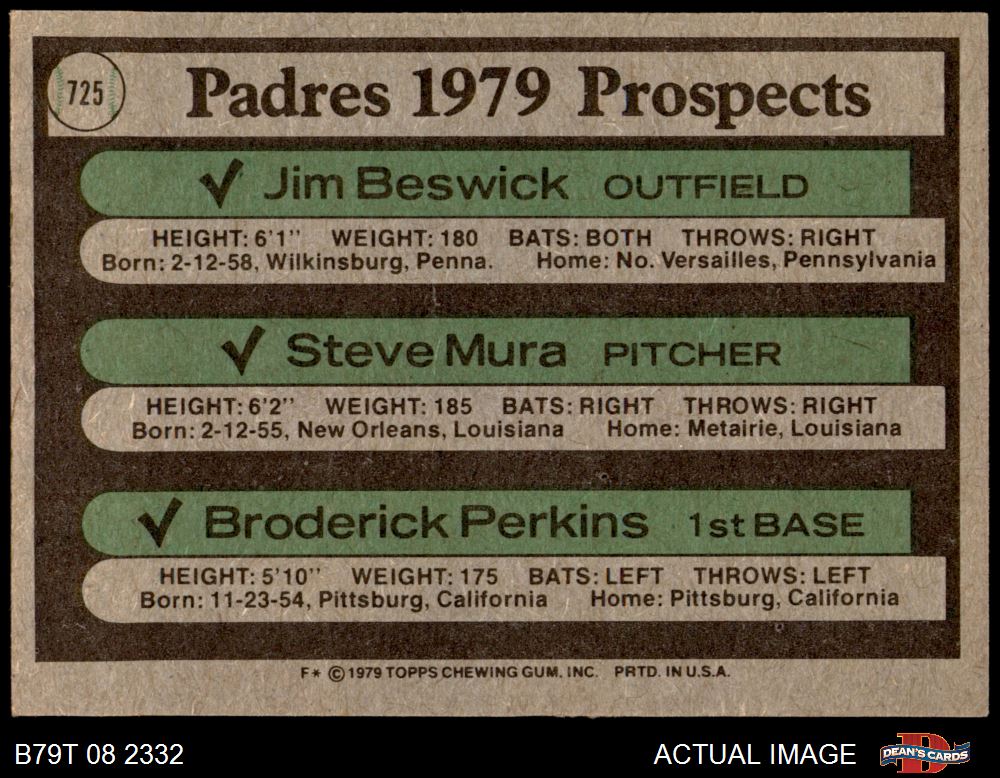 725
Padres 1979 Prospects
✓ Jim Beswick OUTFIELD
HEIGHT: 6'1" WEIGHT: 180 BATS: BOTH THROWS: RIGHT
Born: 2-12-58, Wilkinsburg, Penna. Home: No. Versailles, Pennsylvania
✓ Steve Mura PITCHER
HEIGHT: 6'2" WEIGHT: 185 BATS: RIGHT THROWS: RIGHT
Born: 2-12-55, New Orleans, Louisiana Home: Metairie, Louisiana
✓ Broderick Perkins 1st BASE
HEIGHT: 5'10" WEIGHT: 175 BATS: LEFT THROWS: LEFT
Born: 11-23-54, Pittsburg, California Home: Pittsburg, California
F* © 1979 TOPPS CHEWING GUM, INC. PRTD. IN U.S.A.
B79T 08 2332 ACTUAL IMAGE D DEAN'S CARDS